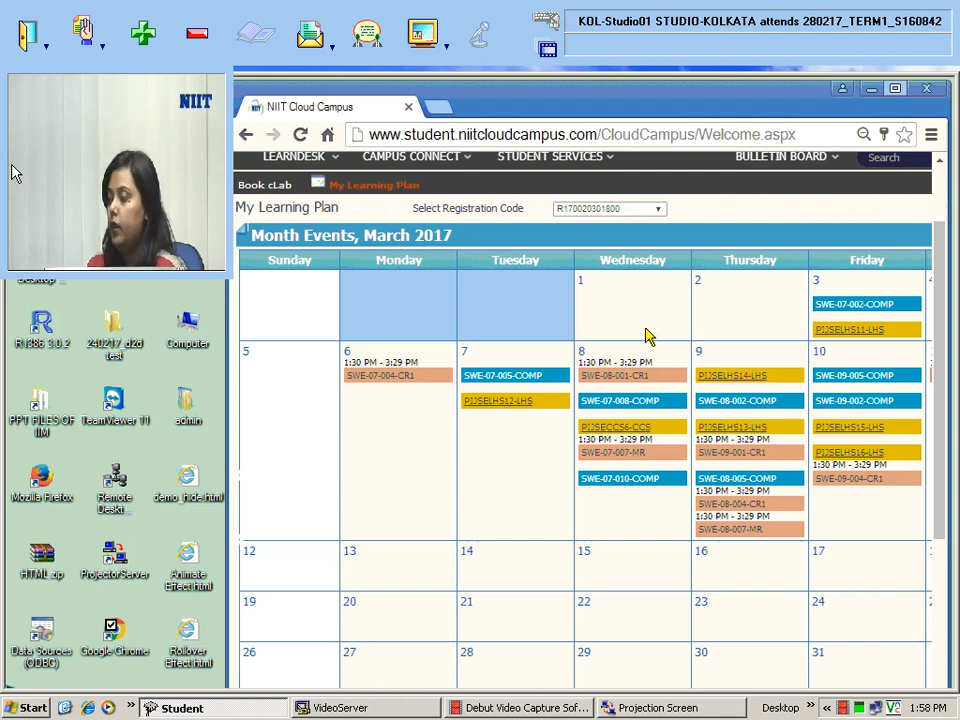 KOL-Studio01 STUDIO-KOLKATA attends 280217_TERM1_S160842
NIIT
NIIT Cloud Campus
www.student.niitcloudcampus.com/CloudCampus/Welcome.aspx
LEARNDESK CAMPUS CONNECT STUDENT SERVICES BULLETIN BOARD Search
Book cLab My Learning Plan
My Learning Plan Select Registration Code R170020301800
Month Events, March 2017
Sunday Monday Tuesday Wednesday Thursday Friday
1 2 3
SWE-07-002-COMP
PIJSELHS11-LHS
5 6 7 8 9 10
1:30 PM - 3:29 PM 1:30 PM - 3:29 PM
SWE-07-004-CR1 SWE-07-005-COMP SWE-08-001-CR1 PIJSELHS14-LHS SWE-09-005-COMP
PIJSELHS12-LHS SWE-07-008-COMP SWE-08-002-COMP SWE-09-002-COMP
PIJSECCS6-CCS PIJSELHS13-LHS PIJSELHS15-LHS
1:30 PM - 3:29 PM 1:30 PM - 3:29 PM
SWE-07-007-MR SWE-09-001-CR1 PIJSELHS16-LHS
1:30 PM - 3:29 PM
SWE-07-010-COMP SWE-08-005-COMP SWE-09-004-CR1
1:30 PM - 3:29 PM
SWE-08-004-CR1
1:30 PM - 3:29 PM
SWE-08-007-MR
12 13 14 15 16 17
19 20 21 22 23 24
26 27 28 29 30 31
Desktop ...
R i386 3.0.2 240217_d2d test Computer
PPT FILES OF IIM TeamViewer 11 admin
Mozilla Firefox Remote Deskt... demo_hide.html
HTML.zip ProjectorServer Animate Effect.html
Data Sources (ODBC) Google Chrome Rollover Effect.html
Start Student VideoServer Debut Video Capture Sof... Projection Screen Desktop 1:58 PM